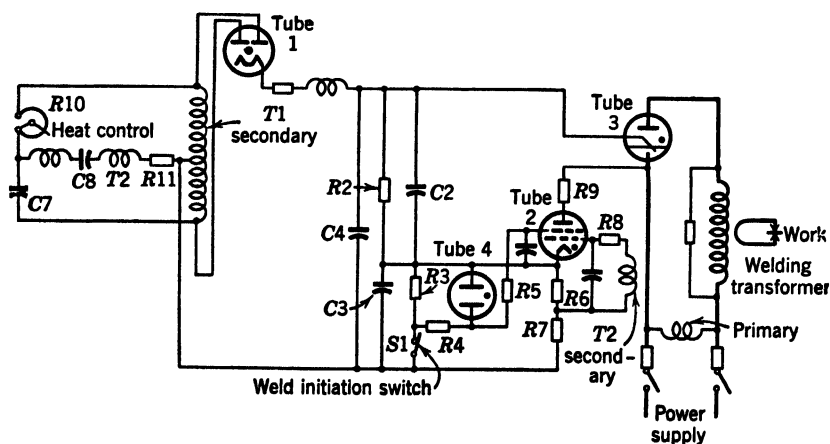 Tube
1
R10
Heat control
T1
secondary
C8
T2
R11
C7
R2
C2
C4
C3
Tube 4
R3
R4
S1
Weld initiation switch
Tube
2
R5
R9
R8
R6
R7
T2
second-
ary
Tube
3
Work
Welding
transformer
Primary
Power
supply